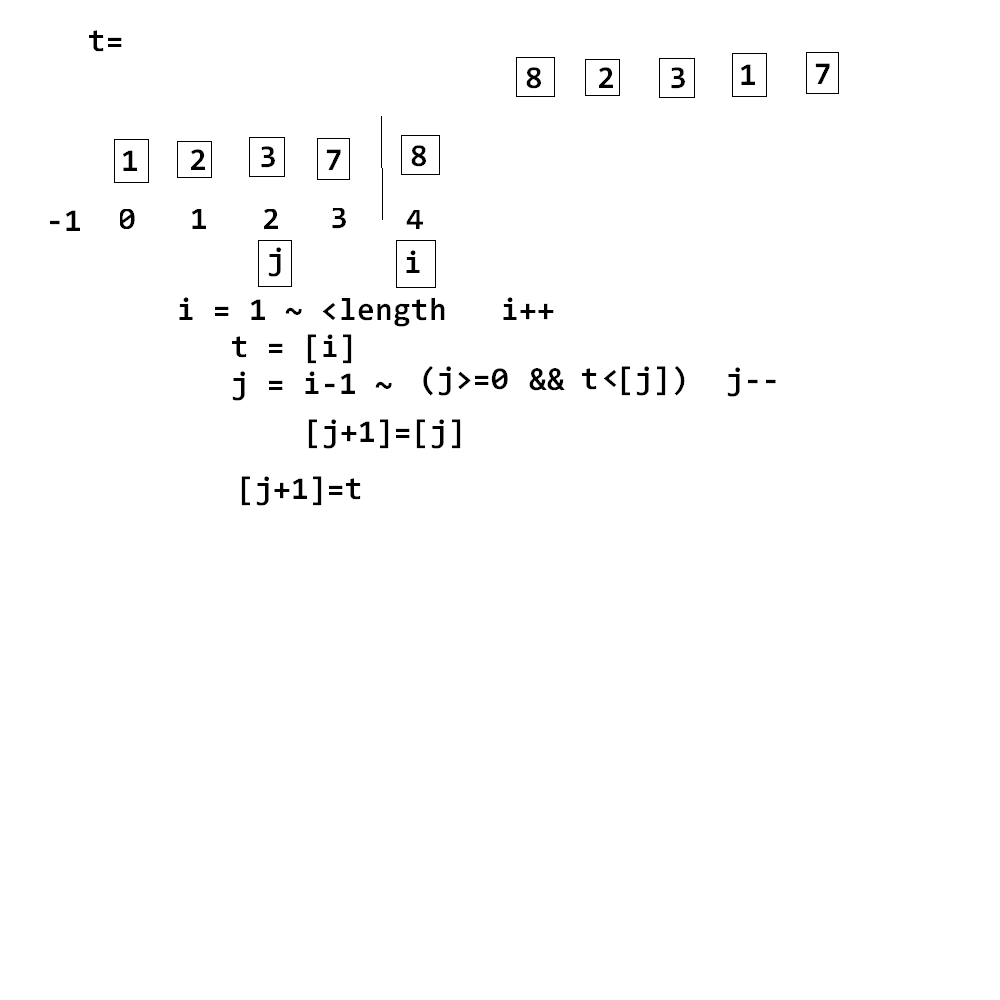 t=
8 2 3 1 7
1 2 3 7 8
-1 0 1 2 3 4
j i
i = 1 ~ <length i++
t = [i]
j = i-1 ~ (j>=0 && t<[j]) j--
[j+1]=[j]
[j+1]=t